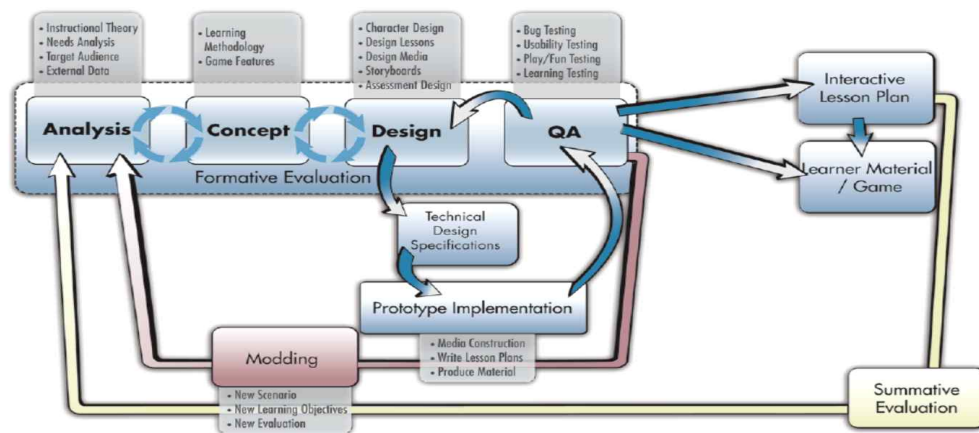 • Instructional Theory
• Needs Analysis
• Target Audience
• External Data
• Learning
Methodology
• Game Features
• Character Design
• Design Lessons
• Design Media
• Storyboards
• Assessment Design
• Bug Testing
• Usability Testing
• Play/Fun Testing
• Learning Testing
Analysis
Concept
Design
QA
Formative Evaluation
Interactive
Lesson Plan
Learner Material
/ Game
Technical
Design
Specifications
Prototype Implementation
• Media Construction
• Write Lesson Plans
• Produce Material
Modding
• New Scenario
• New Learning Objectives
• New Evaluation
Summative
Evaluation